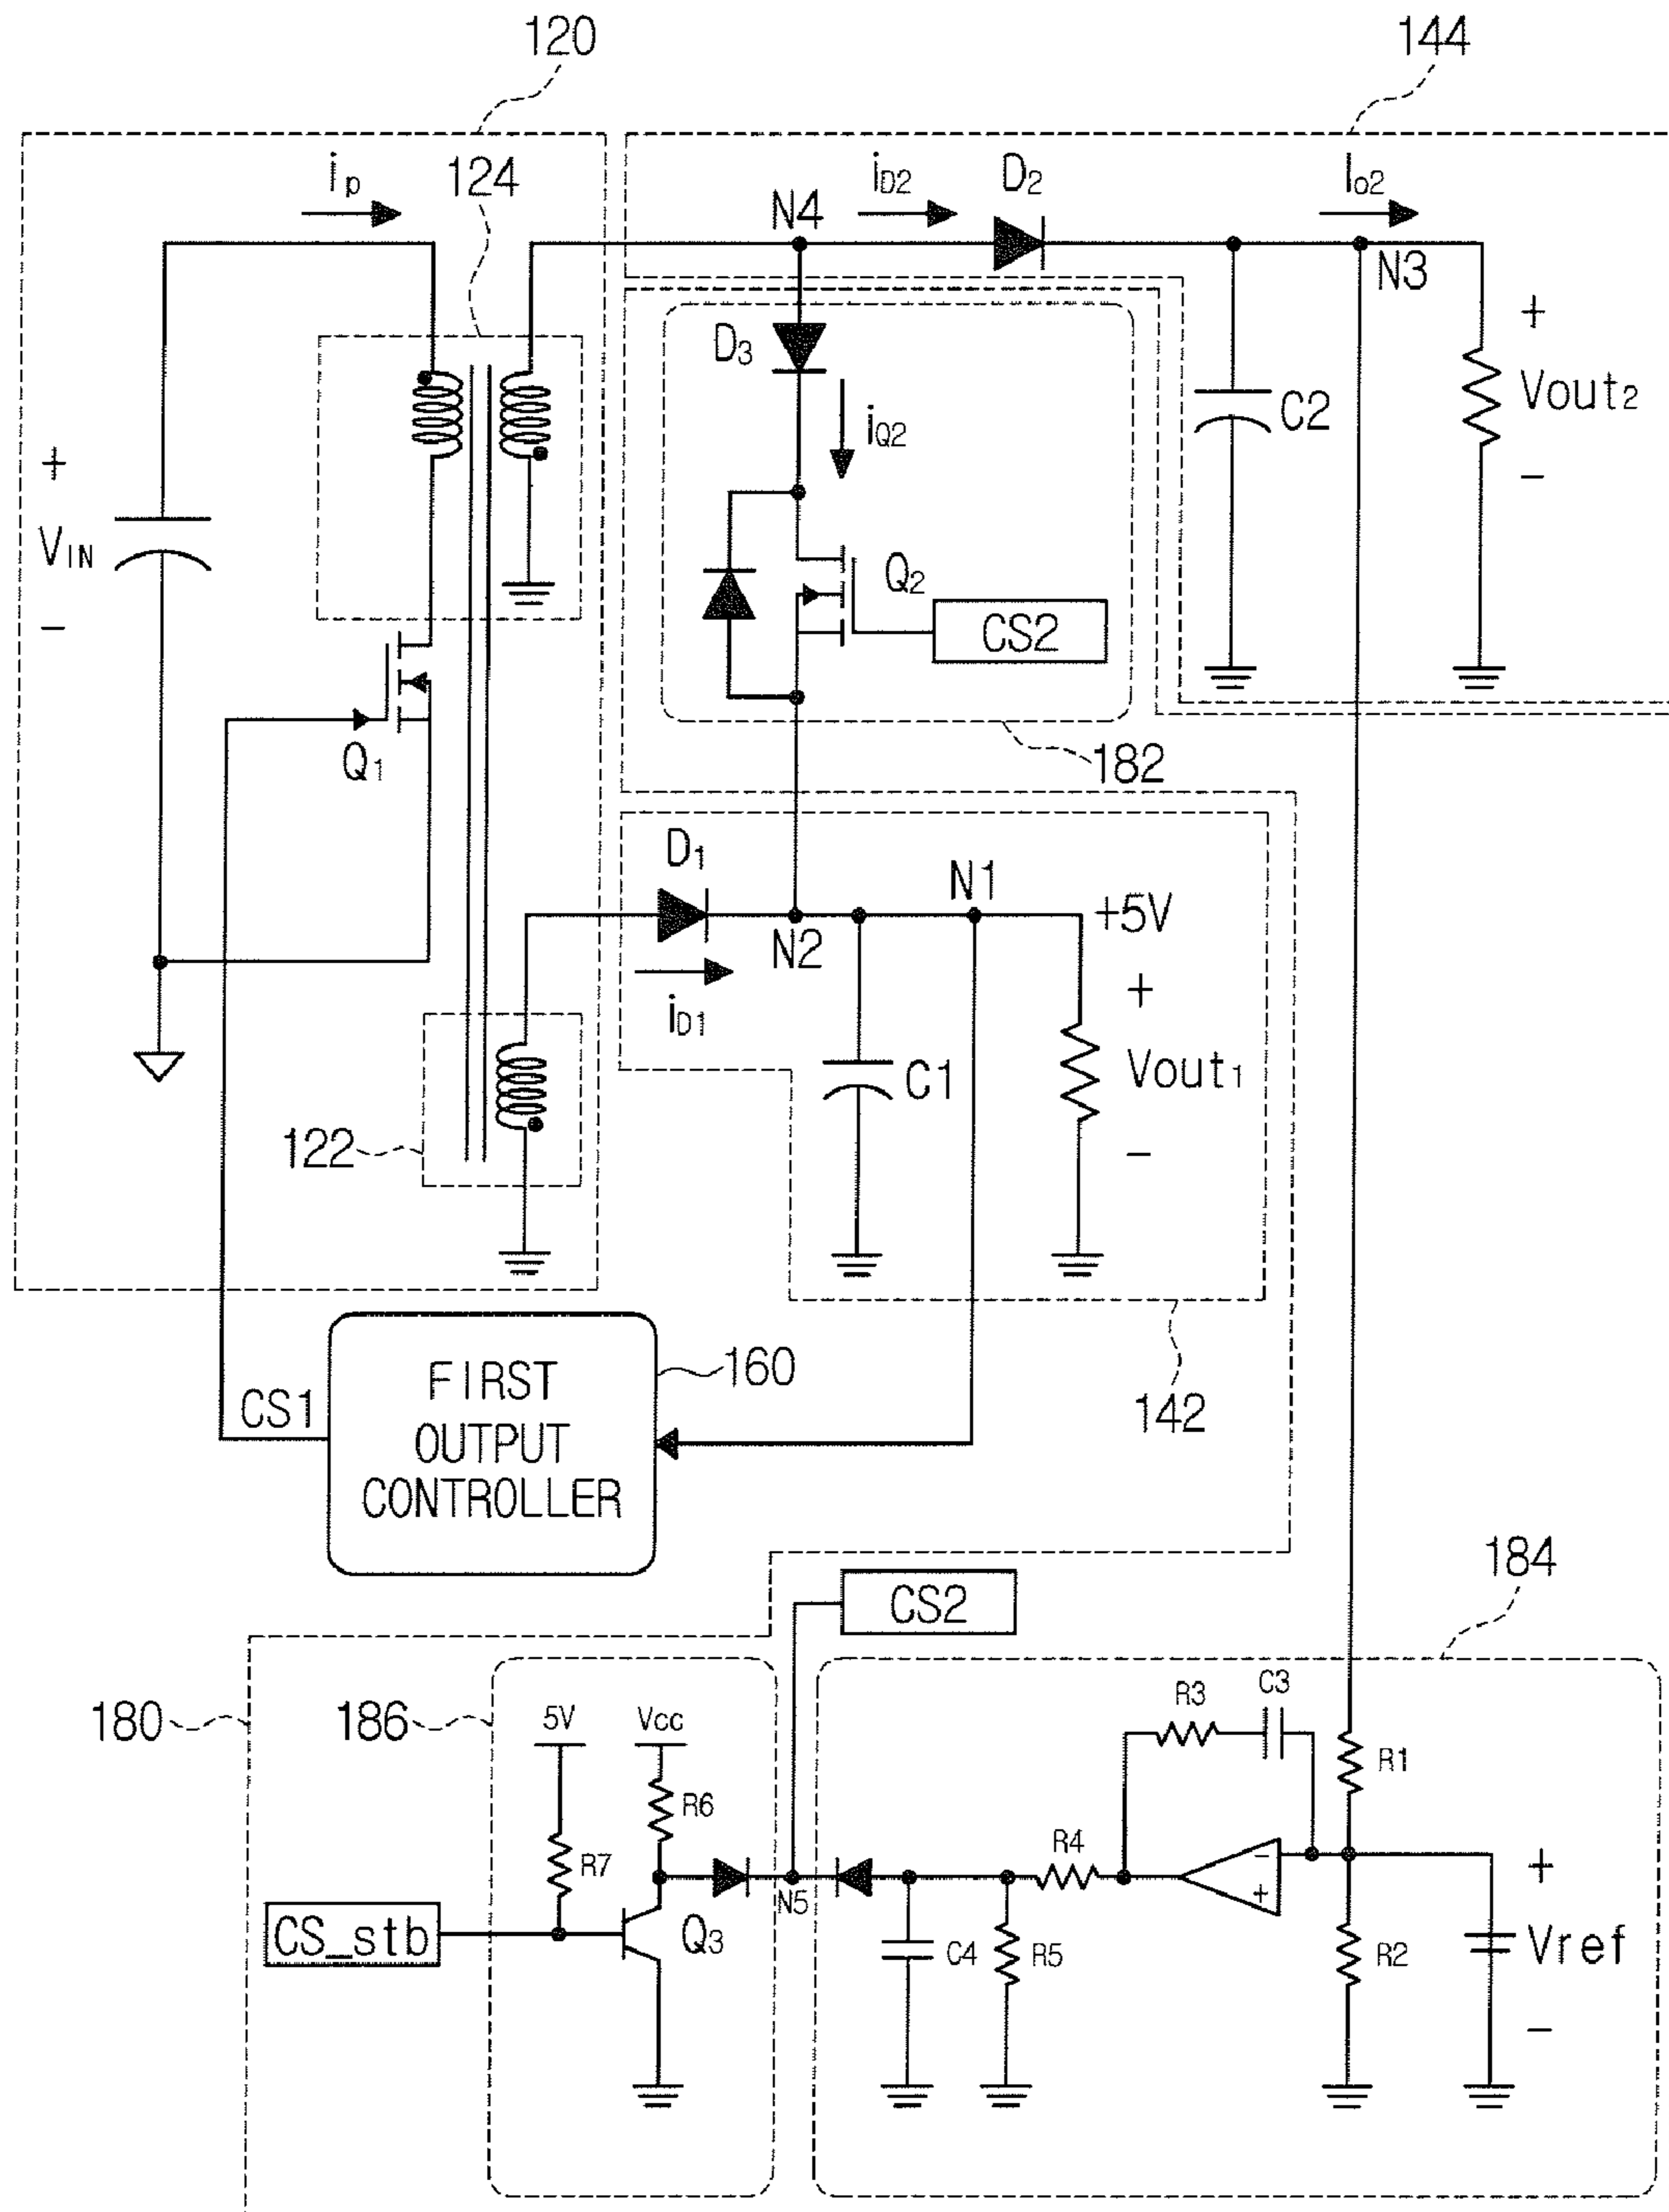 120
144
ip
124
N4
iD2
D2
Io2
N3
D3
iQ2
C2
+
Vout2
-
+
VIN
-
Q2
CS2
Q1
182
D1
N1
+5V
N2
iD1
+
Vout1
-
C1
122
160
FIRST
OUTPUT
CONTROLLER
CS1
142
CS2
184
180
186
5V
Vcc
R3
C3
R1
R6
R7
R4
-
+
N5
CS_stb
Q3
C4
R5
R2
+
Vref
-